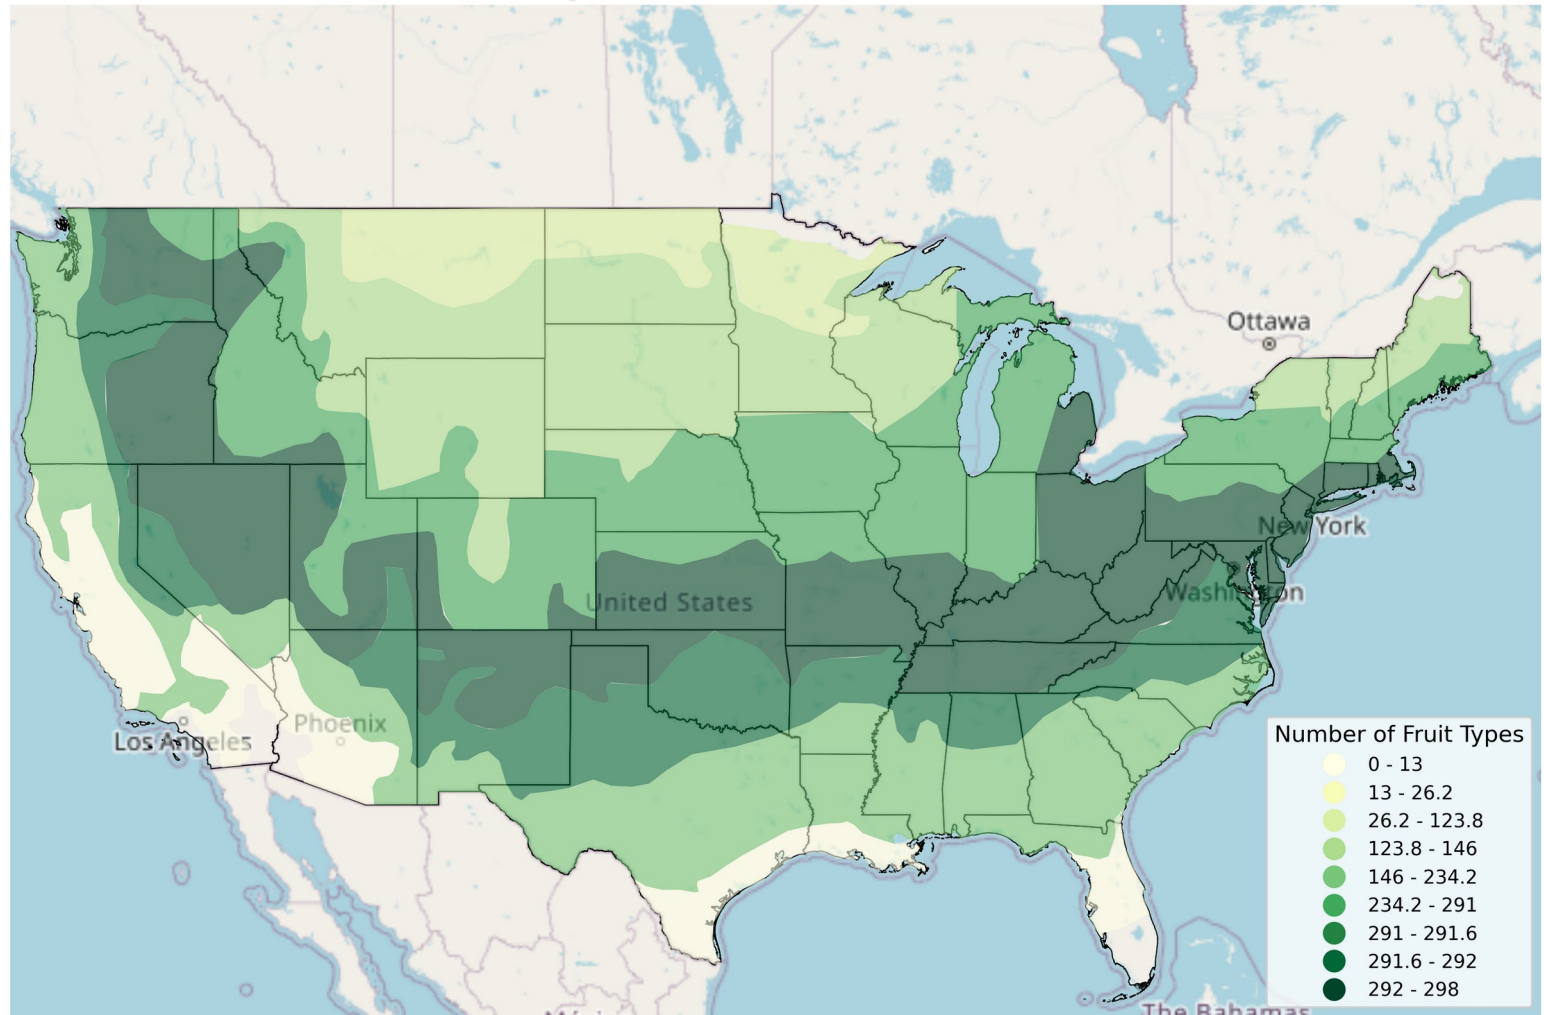 Ottawa
New York
Washington
United States
Phoenix
Los Angeles
Number of Fruit Types
0 - 13
13 - 26.2
26.2 - 123.8
123.8 - 146
146 - 234.2
234.2 - 291
291 - 291.6
291.6 - 292
292 - 298
The Bahamas